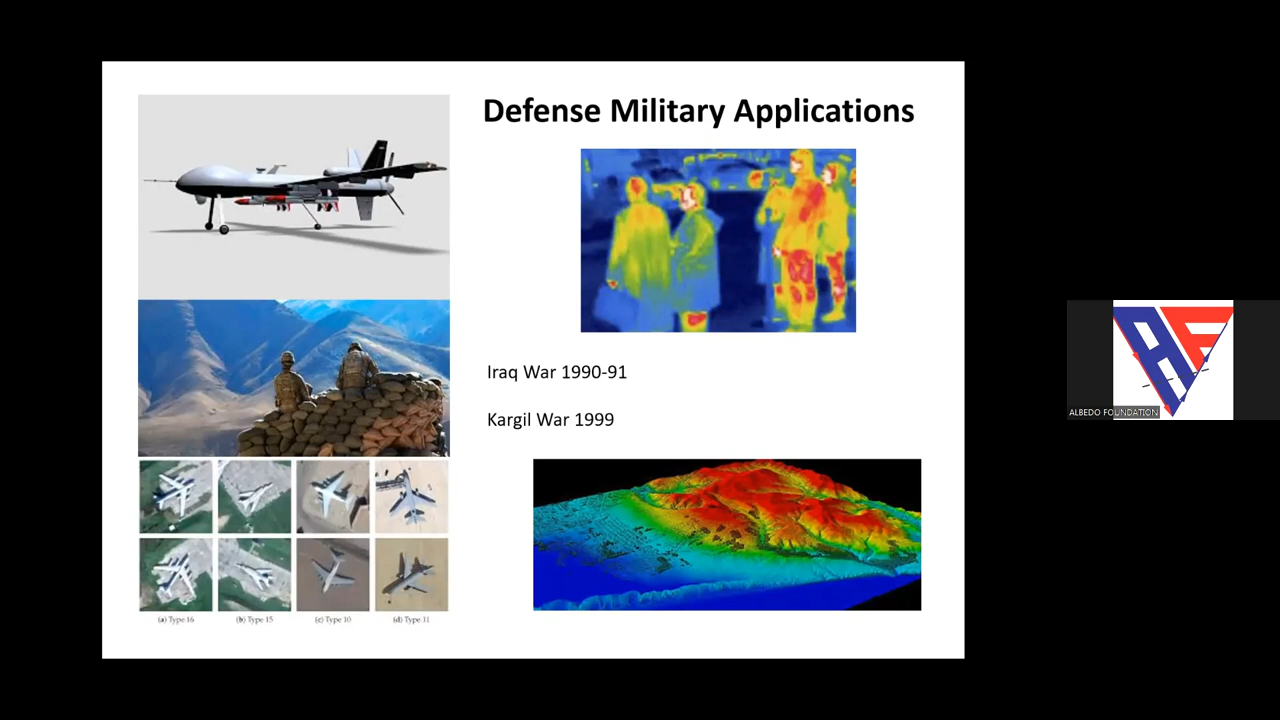 Defense Military Applications
Iraq War 1990-91
Kargil War 1999
(a) Type 16 (b) Type 15 (c) Type 10 (d) Type 11
ALBEDO FOUNDATION